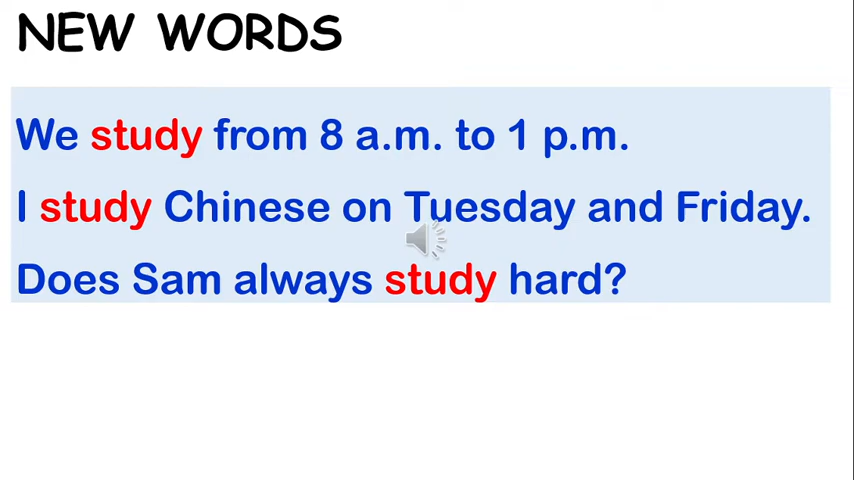 NEW WORDS
We study from 8 a.m. to 1 p.m.
I study Chinese on Tuesday and Friday.
Does Sam always study hard?